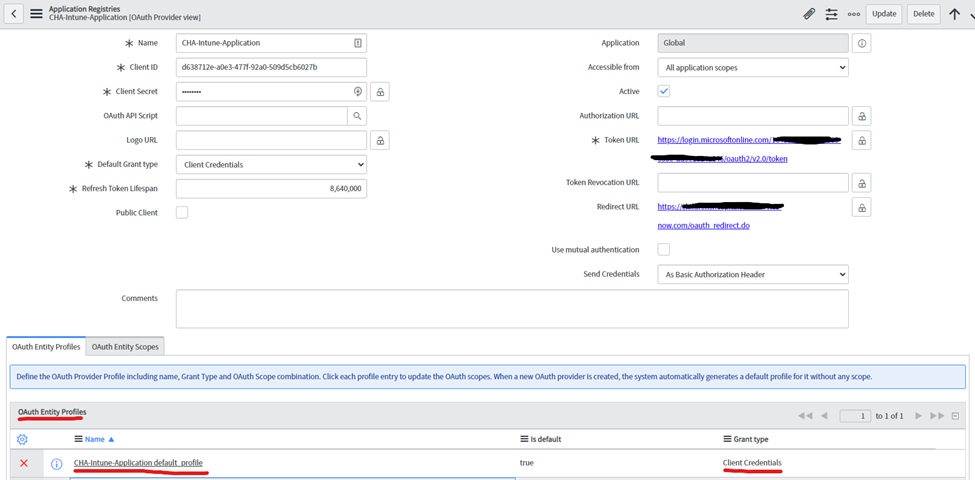 Application Registries
CHA-Intune-Application [OAuth Provider view]
Update
Delete
Name
CHA-Intune-Application
Client ID
d638712e-a0e3-477f-92a0-509d5cb6027b
Client Secret
••••••••
OAuth API Script
Logo URL
Default Grant type
Client Credentials
Refresh Token Lifespan
8,640,000
Public Client
Application
Global
Accessible from
All application scopes
Active
Authorization URL
Token URL
https://login.microsoftonline.com/
/oauth2/v2.0/token
Token Revocation URL
Redirect URL
https://
now.com/oauth_redirect.do
Use mutual authentication
Send Credentials
As Basic Authorization Header
Comments
OAuth Entity Profiles
OAuth Entity Scopes
Define the OAuth Provider Profile including name, Grant Type and OAuth Scope combination. Click each profile entry to update the OAuth scopes. When a new OAuth provider is created, the system automatically generates a default profile for it without any scope.
OAuth Entity Profiles
1 to 1 of 1
Name
Is default
Grant type
CHA-Intune-Application default_profile
true
Client Credentials